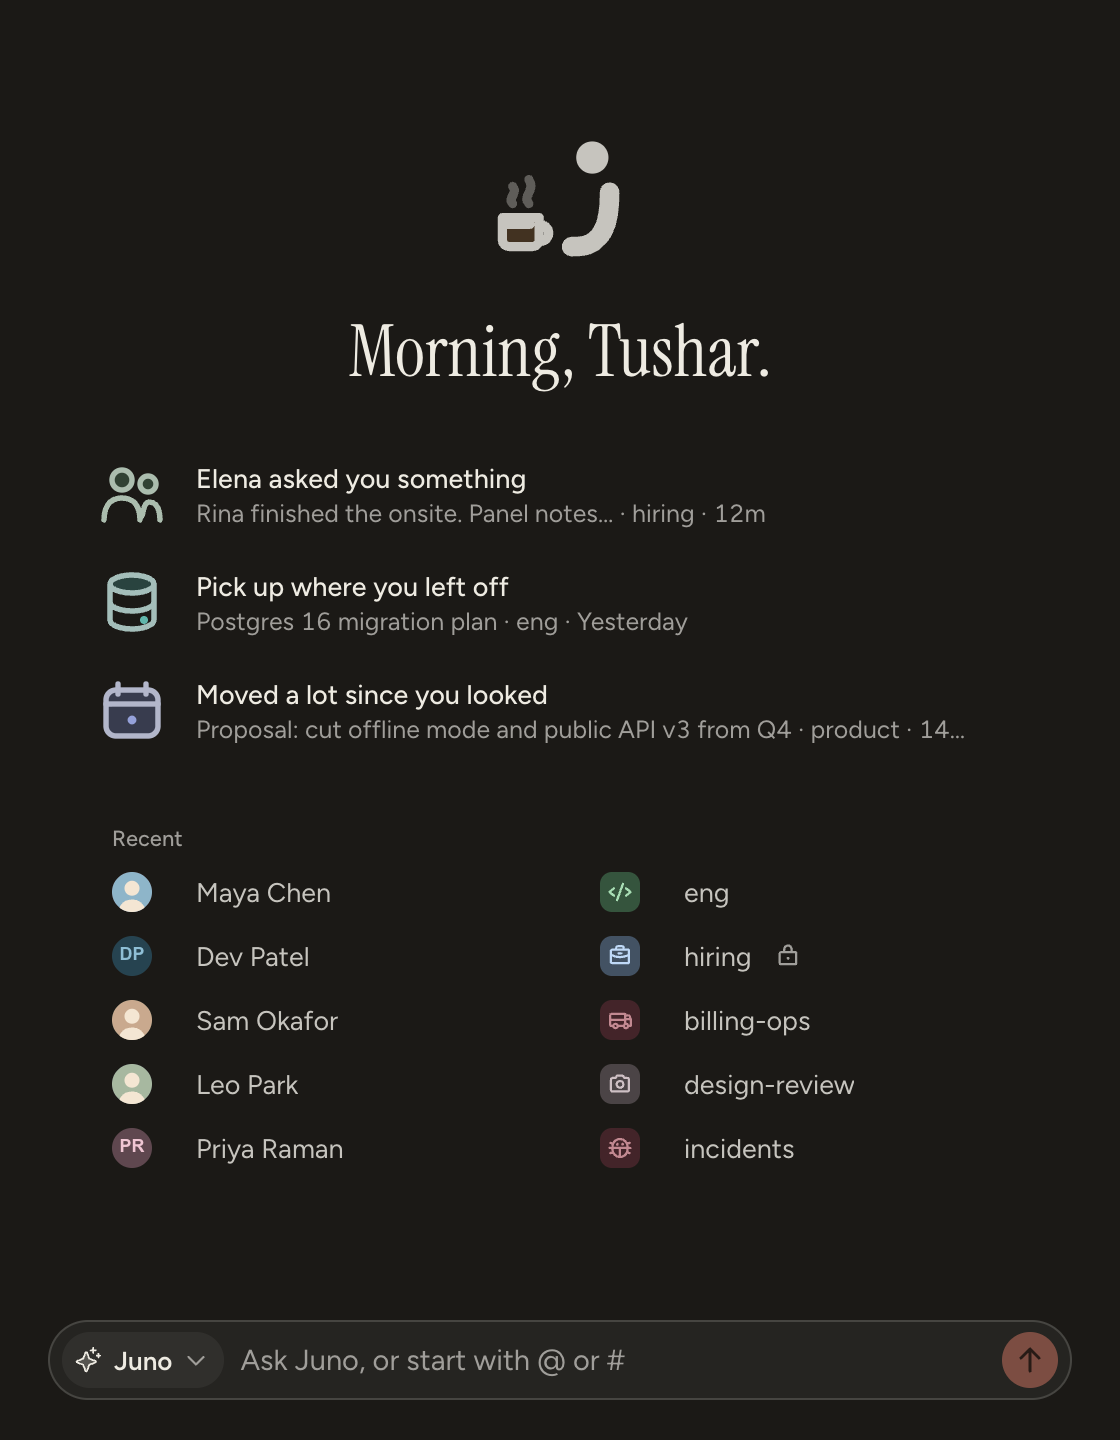 Morning, Tushar.
Elena asked you something
Rina finished the onsite. Panel notes... · hiring · 12m
Pick up where you left off
Postgres 16 migration plan · eng · Yesterday
Moved a lot since you looked
Proposal: cut offline mode and public API v3 from Q4 · product · 14...
Recent
Maya Chen
eng
DP Dev Patel
hiring
Sam Okafor
billing-ops
Leo Park
design-review
PR Priya Raman
incidents
Juno Ask Juno, or start with @ or #